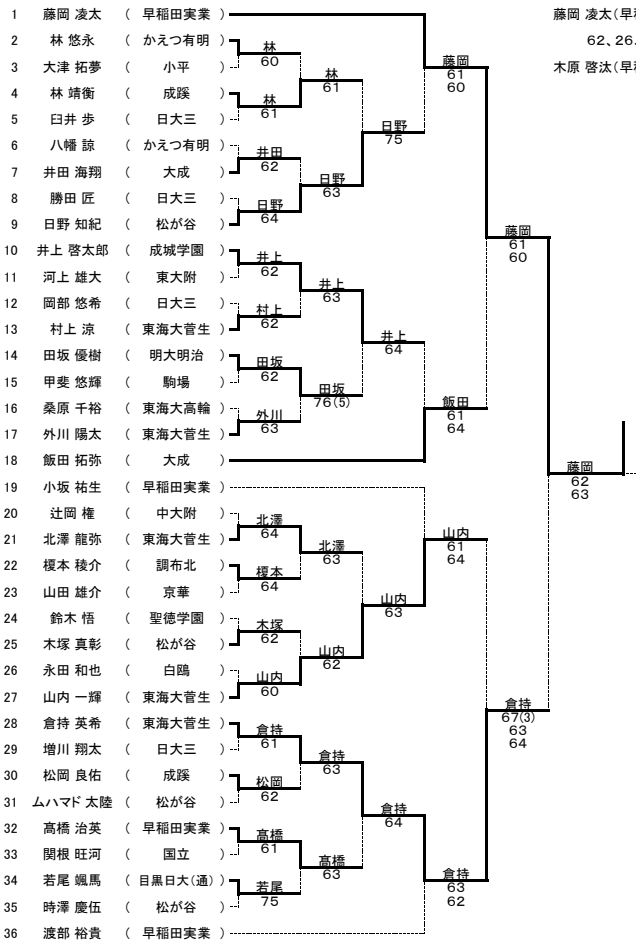 1 藤岡 凌太 ( 早稲田実業 )
2 林 悠永 ( かえつ有明 )
3 大津 拓夢 ( 小平 )
4 林 靖衡 ( 成蹊 )
5 臼井 歩 ( 日大三 )
6 八幡 諒 ( かえつ有明 )
7 井田 海翔 ( 大成 )
8 勝田 匠 ( 日大三 )
9 日野 知紀 ( 松が谷 )
10 井上 啓太郎 ( 成城学園 )
11 河上 雄大 ( 東大附 )
12 岡部 悠希 ( 日大三 )
13 村上 涼 ( 東海大菅生 )
14 田坂 優樹 ( 明大明治 )
15 甲斐 悠輝 ( 駒場 )
16 桑原 千裕 ( 東海大高輪 )
17 外川 陽太 ( 東海大菅生 )
18 飯田 拓弥 ( 大成 )
19 小坂 祐生 ( 早稲田実業 )
20 辻岡 権 ( 中大附 )
21 北澤 龍弥 ( 東海大菅生 )
22 榎本 稜介 ( 調布北 )
23 山田 雄介 ( 京華 )
24 鈴木 悟 ( 聖徳学園 )
25 木塚 真彰 ( 松が谷 )
26 永田 和也 ( 白鴎 )
27 山内 一輝 ( 東海大菅生 )
28 倉持 英希 ( 東海大菅生 )
29 増川 翔太 ( 日大三 )
30 松岡 良佑 ( 成蹊 )
31 ムハマド 太陸 ( 松が谷 )
32 髙橋 治英 ( 早稲田実業 )
33 関根 旺河 ( 国立 )
34 若尾 颯馬 ( 目黒日大(通) )
35 時澤 慶伍 ( 松が谷 )
36 渡部 裕貴 ( 早稲田実業 )
林
60
林
61
井田
62
日野
64
井上
62
村上
62
田坂
62
外川
63
北澤
64
榎本
64
木塚
62
山内
60
倉持
61
松岡
62
髙橋
61
若尾
75
林
61
日野
63
井上
63
田坂
76(5)
北澤
63
山内
62
倉持
63
髙橋
63
日野
75
井上
64
山内
63
倉持
64
藤岡
61
60
飯田
61
64
山内
61
64
倉持
63
62
藤岡
61
60
倉持
67(3)
63
64
藤岡
62
63
藤岡 凌太(早
62、26.
木原 啓汰(早